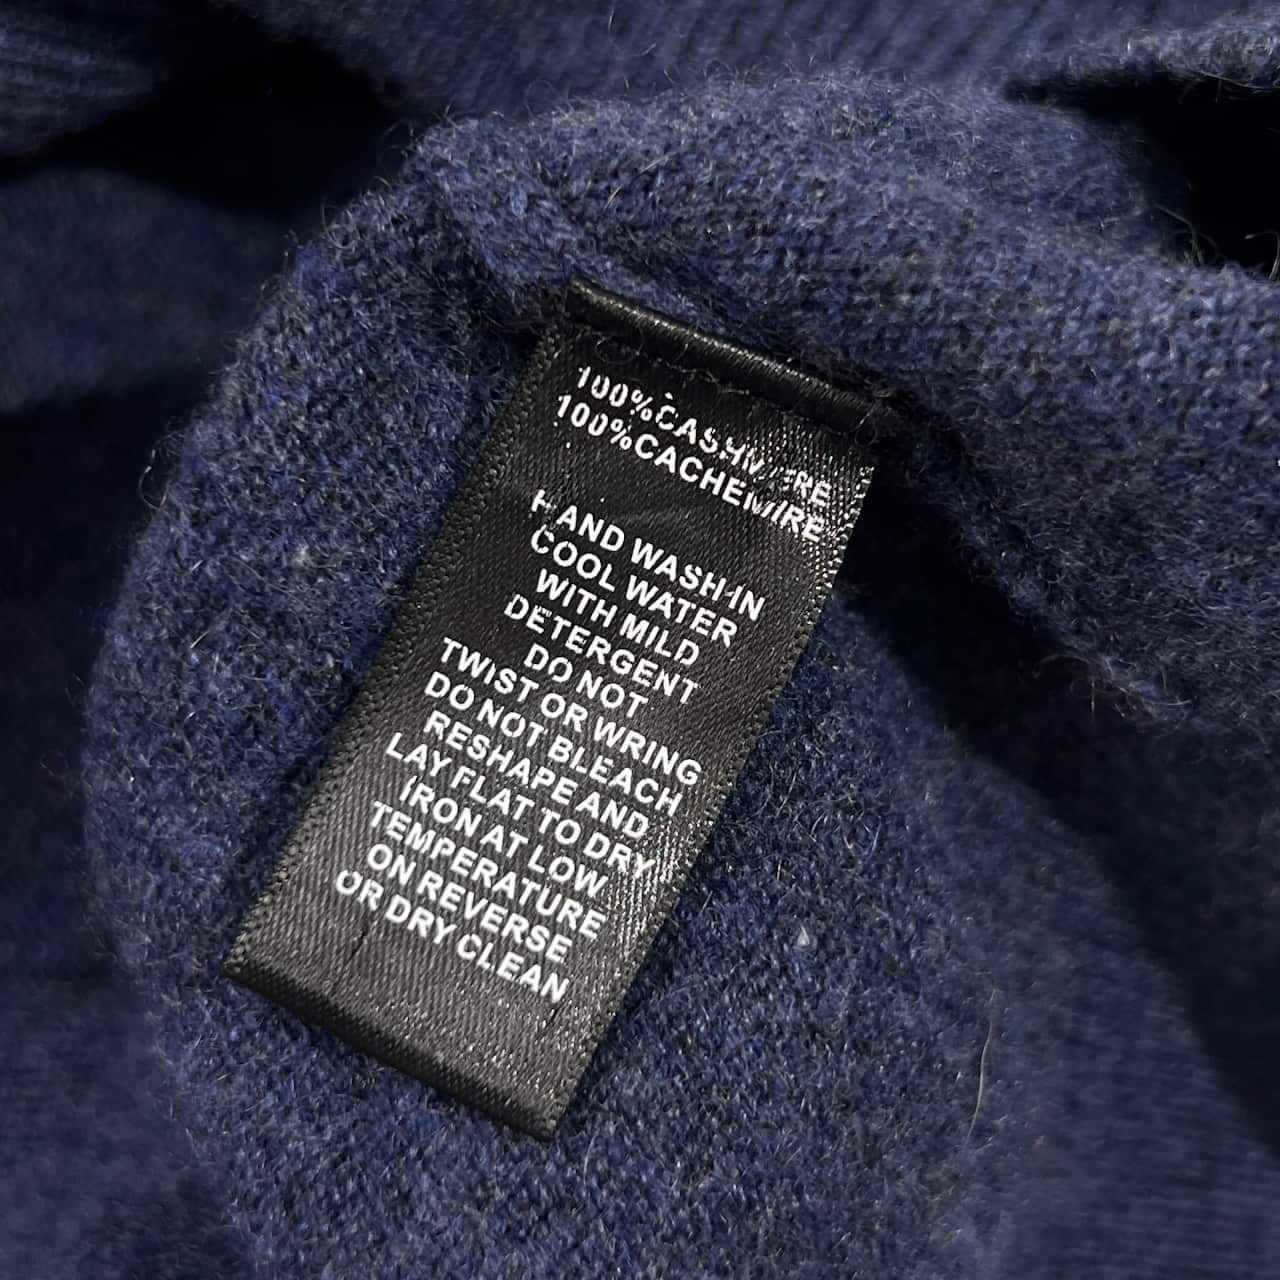 100%CASHMERE
100%CACHEMIRE
HAND WASH IN
COOL WATER
WITH MILD
DETERGENT
DO NOT
TWIST OR WRING
DO NOT BLEACH
RESHAPE AND
LAY FLAT TO DRY
IRON AT LOW
TEMPERATURE
ON REVERSE
OR DRY CLEAN